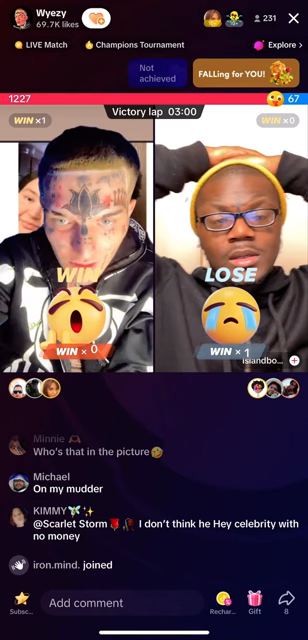 Wyezy
69.7K likes
231
LIVE Match
Champions Tournament
Explore >
Not achieved
FALLing for YOU!
1227
67
Victory lap 03:00
WIN ×1
WIN ×0
WIN
LOSE
WIN × 0
WIN × 1
islandbo...
Minnie
Who's that in the picture
Michael
On my mudder
KIMMY
@Scarlet Storm I don't think he Hey celebrity with
no money
iron.mind. joined
Subsc...
Add comment
Rechar...
Gift
8